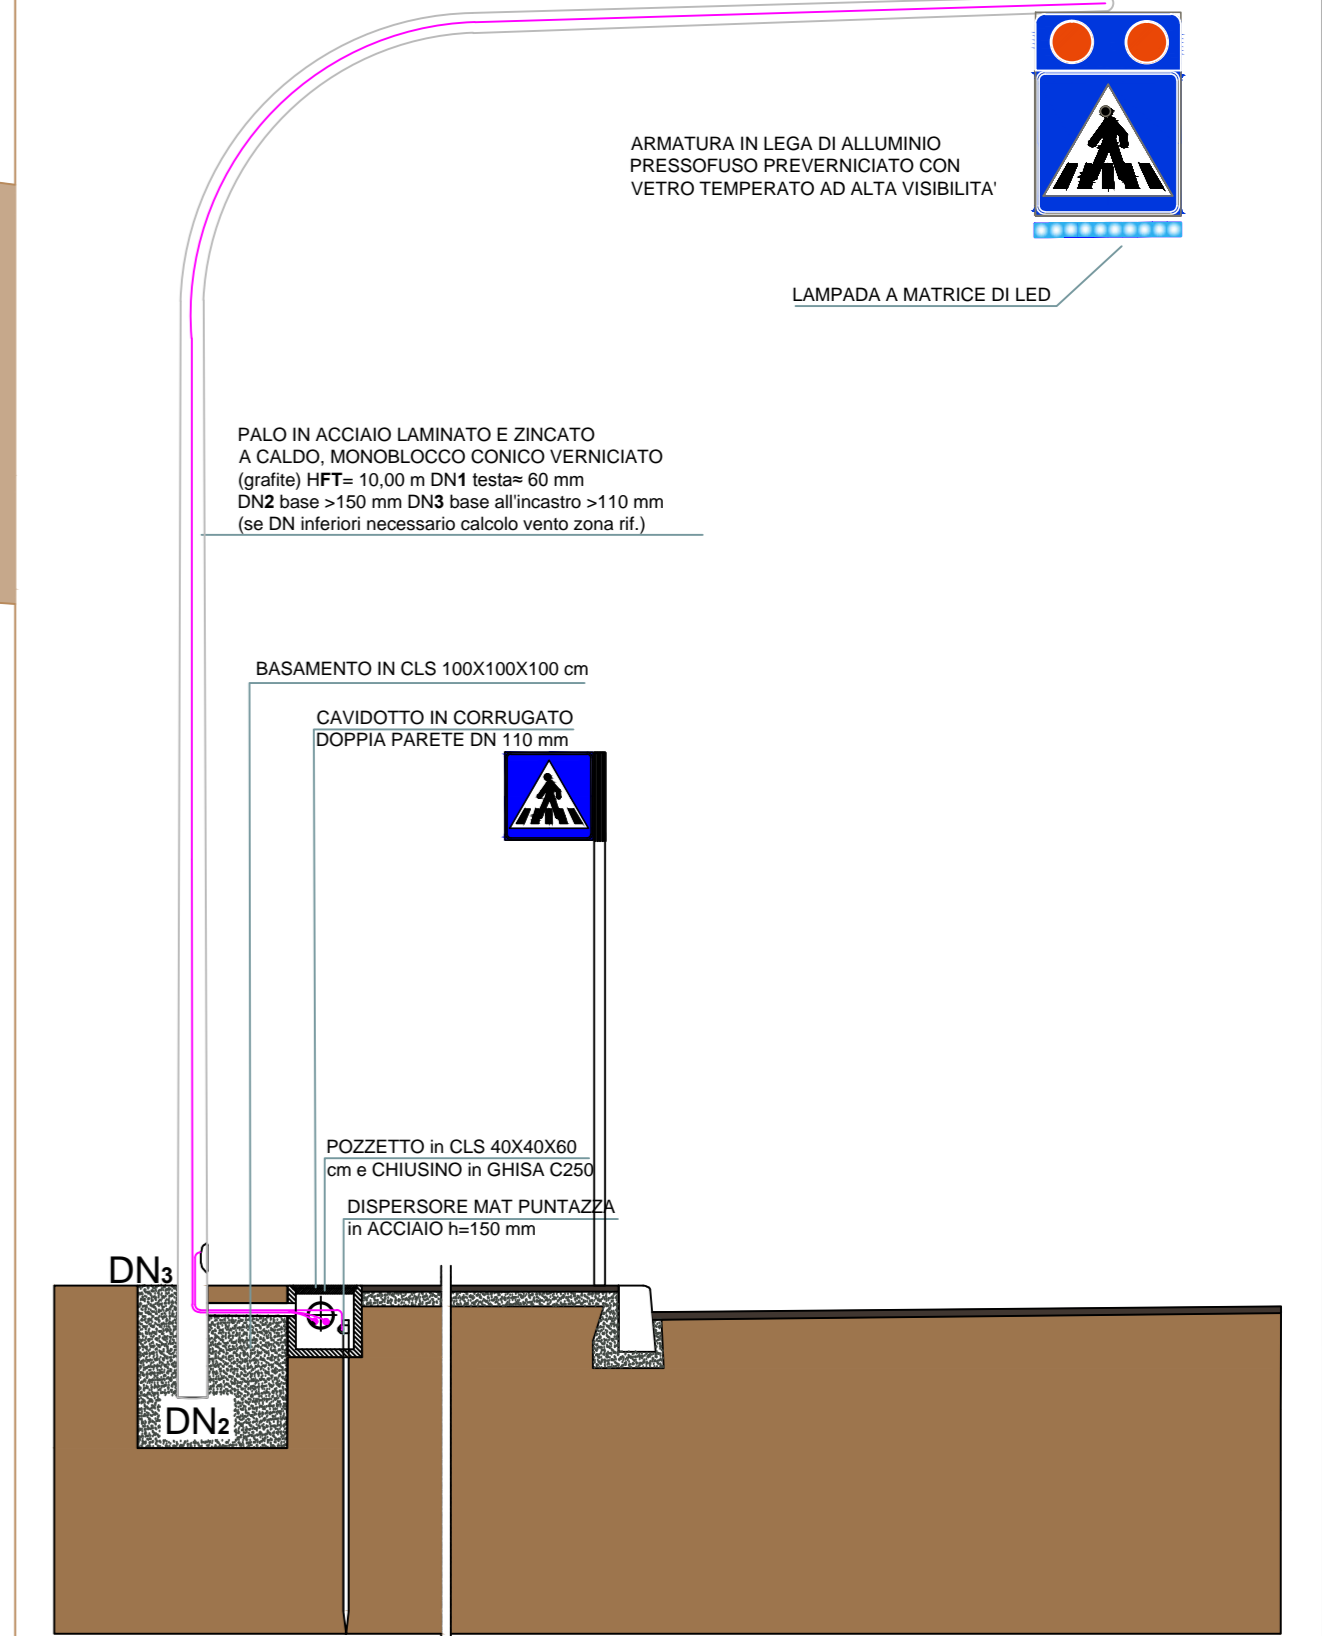 ARMATURA IN LEGA DI ALLUMINIO
PRESSOFUSO PREVERNICIATO CON
VETRO TEMPERATO AD ALTA VISIBILITA'
LAMPADA A MATRICE DI LED
PALO IN ACCIAIO LAMINATO E ZINCATO
A CALDO, MONOBLOCCO CONICO VERNICIATO
(grafite) HFT= 10,00 m DN1 testa≈ 60 mm
DN2 base >150 mm DN3 base all'incastro >110 mm
(se DN inferiori necessario calcolo vento zona rif.)
BASAMENTO IN CLS 100X100X100 cm
CAVIDOTTO IN CORRUGATO
DOPPIA PARETE DN 110 mm
POZZETTO in CLS 40X40X60
cm e CHIUSINO in GHISA C250
DISPERSORE MAT PUNTAZZA
in ACCIAIO h=150 mm
DN3
DN2